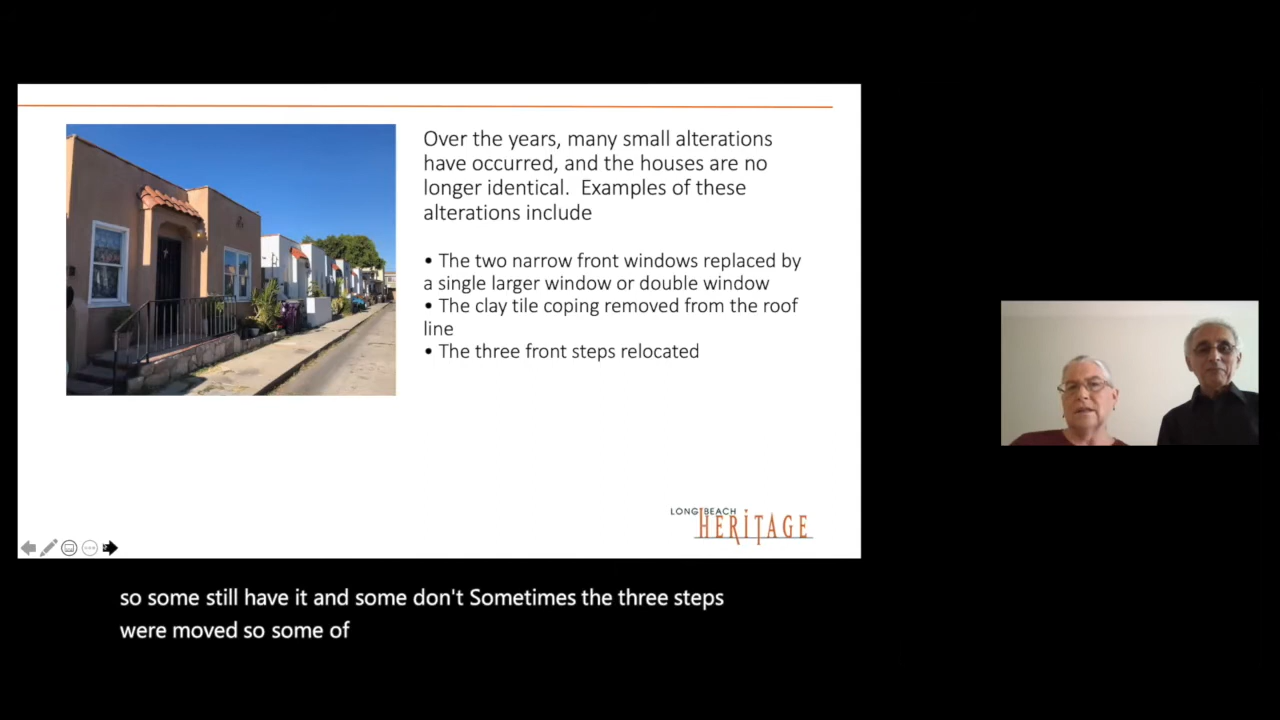 Over the years, many small alterations
have occurred, and the houses are no
longer identical.  Examples of these
alterations include
• The two narrow front windows replaced by
a single larger window or double window
• The clay tile coping removed from the roof
line
• The three front steps relocated
LONG BEACH
HERITAGE
so some still have it and some don't Sometimes the three steps
were moved so some of